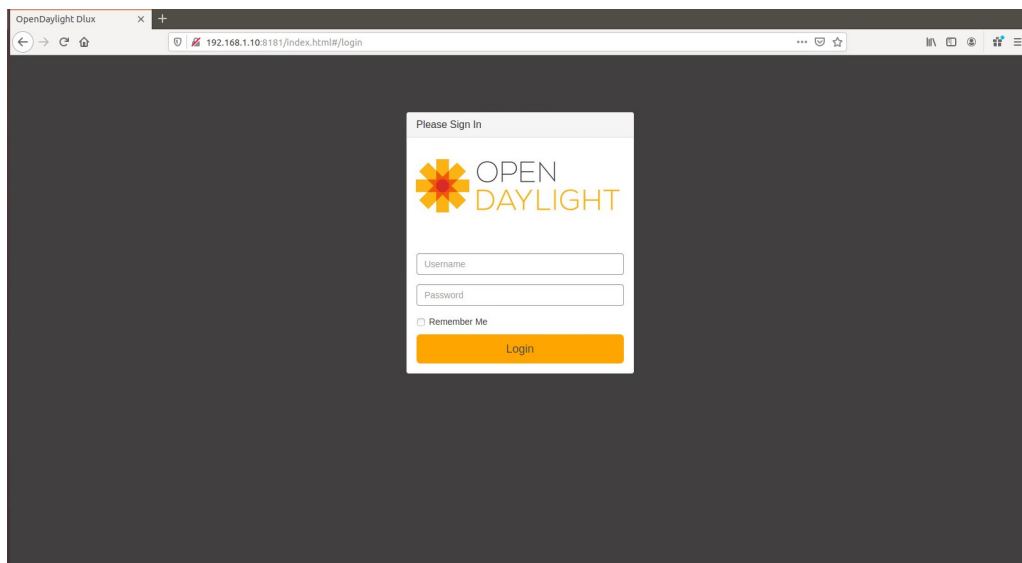 OpenDaylight Dlux
192.168.1.10:8181/index.html#/login
Please Sign In
OPEN
DAYLIGHT
Username
Password
Remember Me
Login